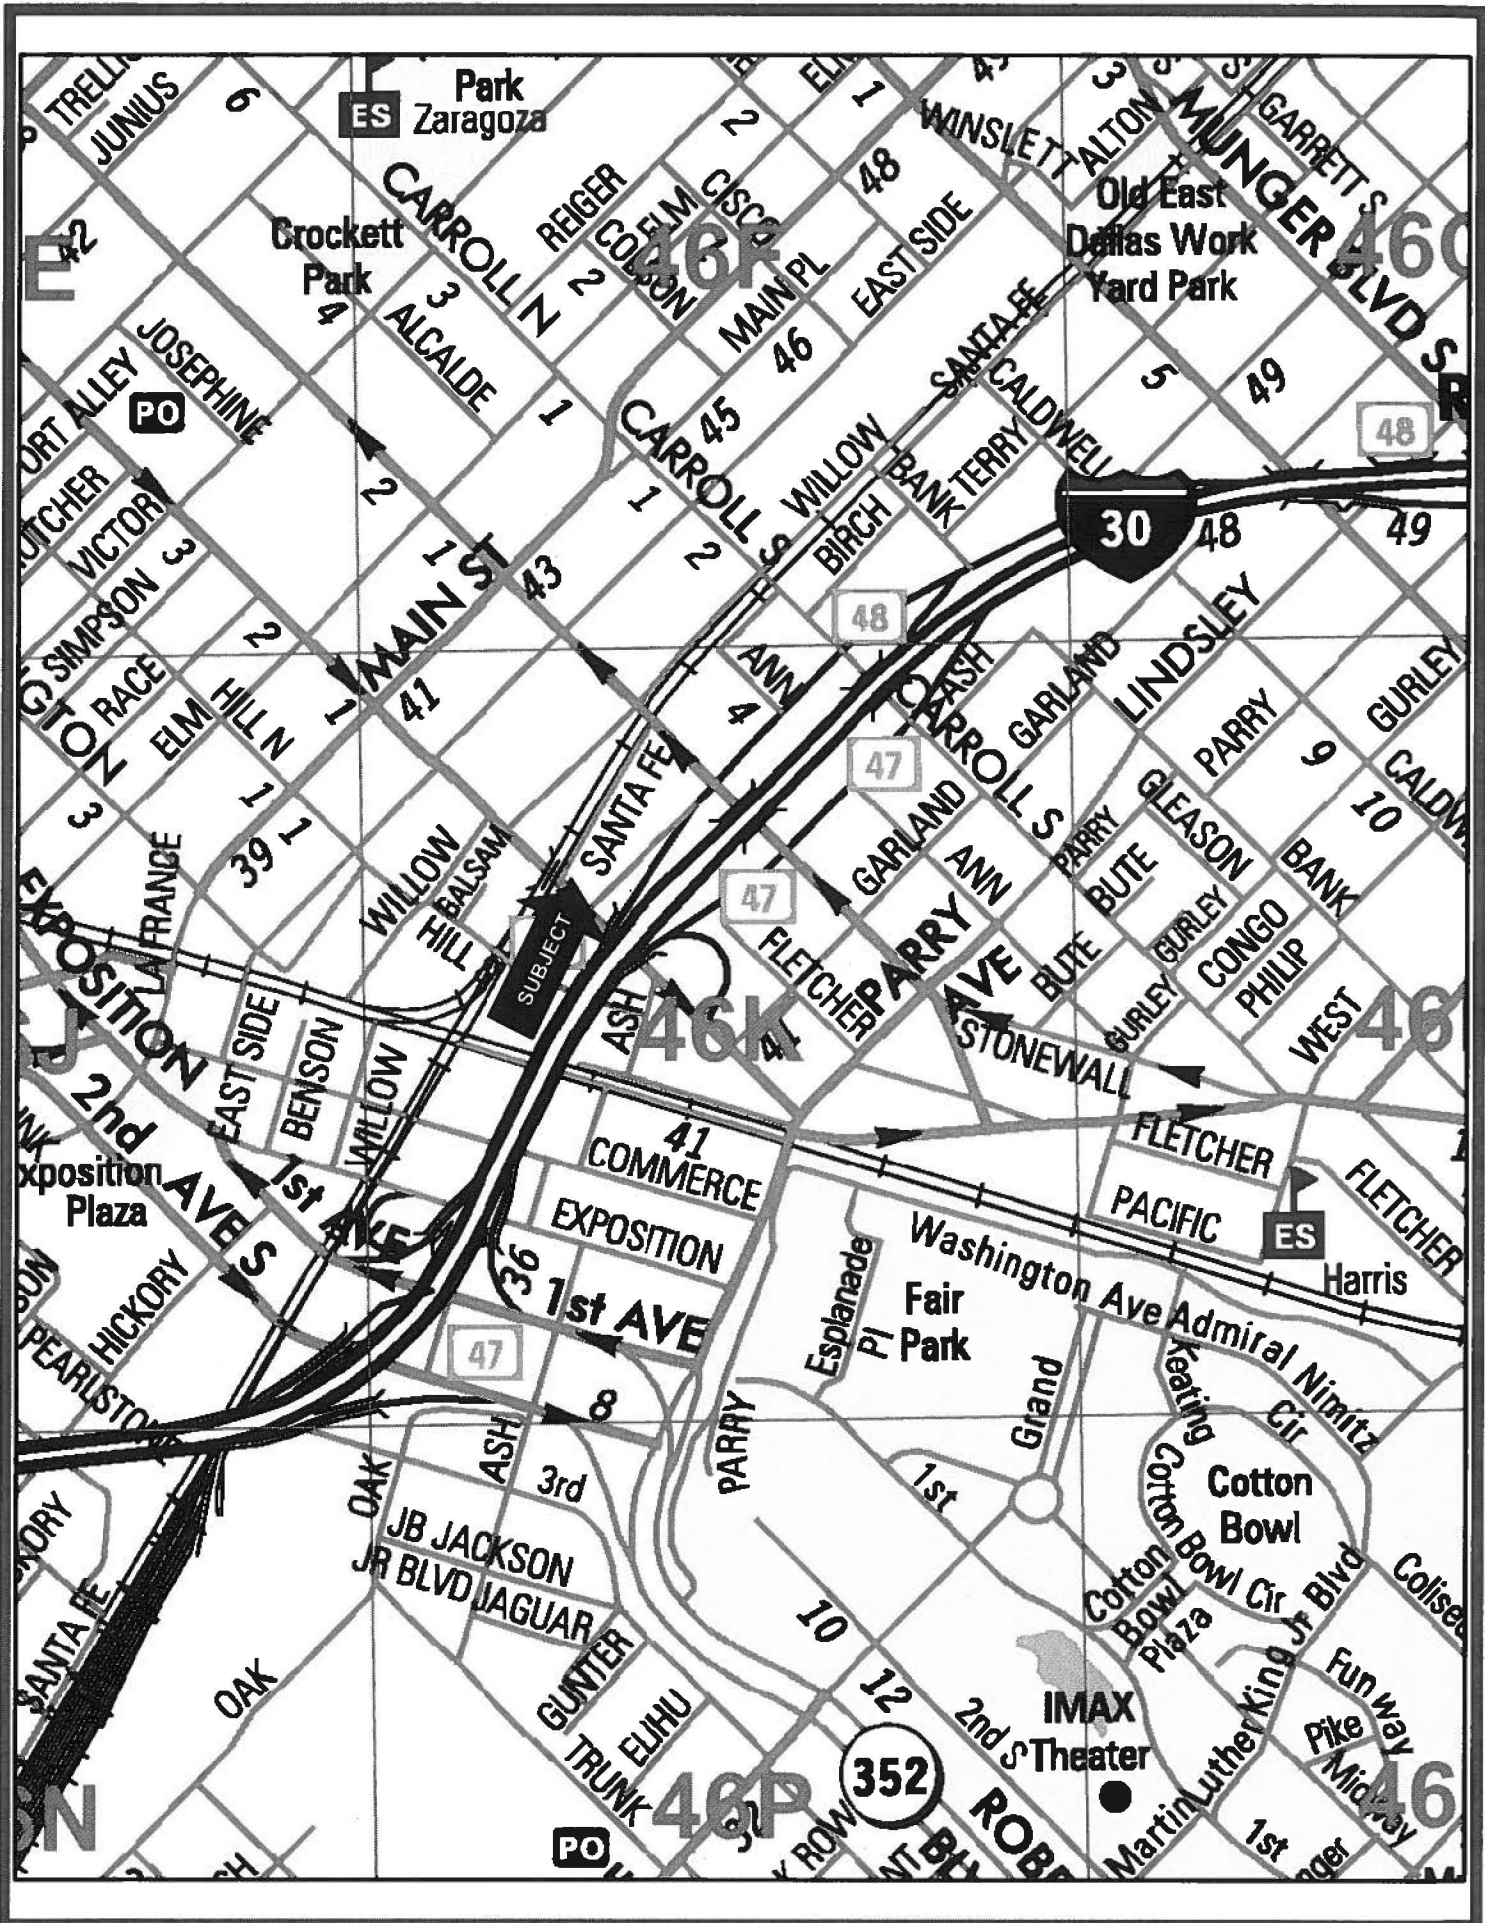 JUNIUS
6
ES
Park
Zaragoza
2
1
3
WINSLETT
ALTON
MUNGER BLVD S
GARRETT S
48
42
E
Crockett
Park
CARROLL N
REIGER
ELM
CISCO
COLSON
46F
MAIN PL
EAST SIDE
Old East
Dallas Work
Yard Park
4
3
2
ALCALDE
46
SANTA FE
JOSEPHINE
PO
1
45
CARROLL S
WILLOW
CALDWELL
5
49
48
R
BANK
TERRY
BIRCH
VICTOR
3
2
1
2
30
48
49
SIMPSON
RACE
ELM
HILL N
2
1
MAIN ST
43
41
1
48
ANN
4
ASH
CARROLL S
GARLAND
LINDSLEY
PARRY
GURLEY
9
10
47
3
1
1
39
LA FRANCE
WILLOW
BALSAM
HILL
SANTA FE
SUBJECT
47
GARLAND
ANN
PARRY
BUTE
GLEASON
BANK
GURLEY
CONGO
PHILIP
WEST
EXPOSITION
FLETCHER
PARRY
AVE
BUTE
GURLEY
STONEWALL
ASH
46K
41
46
EAST SIDE
BENSON
WILLOW
2nd
AVE S
1st AVE
Plaza
41
COMMERCE
EXPOSITION
36
1st AVE
FLETCHER
PACIFIC
ES
Harris
FLETCHER
Washington Ave
Admiral Nimitz
Cir
Esplanade
Pl
Fair
Park
HICKORY
47
8
Grand
Keating
OAK
ASH
3rd
PARRY
1st
Cotton
Bowl
Cotton Bowl Cir
JB JACKSON
JR BLVD
JAGUAR
Cotton
Bowl
Plaza
Martin Luther King Jr Blvd
SANTA FE
OAK
GUNTER
ELIHU
TRUNK
10
12
2nd S
IMAX
Theater
Fun way
Pike
Midway
352
46P
46
PO
ROW
1st